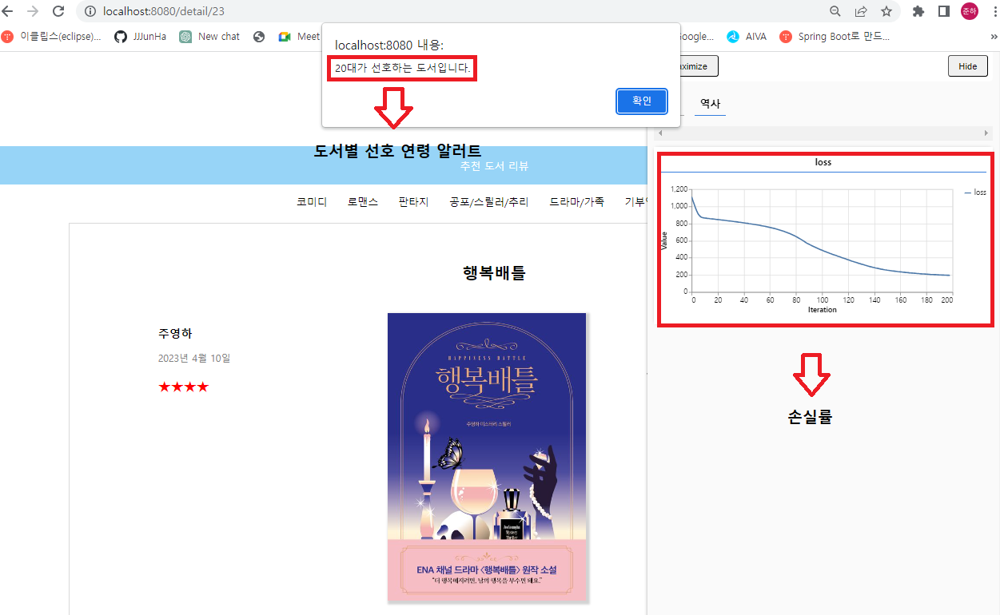 localhost:8080/detail/23
준하
이클립스(eclipse)...
JJJunHa
New chat
Meet
Google...
AIVA
Spring Boot로 만드...
»
localhost:8080 내용:
20대가 선호하는 도서입니다.
확인
ximize
Hide
역사
도서별 선호 연령 알러트
추천 도서 리뷰
코미디 로맨스 판타지 공포/스릴러/추리 드라마/가족
행복배틀
주영하
2023년 4월 10일
★★★★
HAPPINESS BATTLE
행복배틀
주영하 미스터리 스릴러
ENA 채널 드라마 〈행복배틀〉 원작 소설
“더 행복해지려면, 남의 행복을 부수면 돼요.”
loss
1,200
1,000
800
600
400
200
0
Value
0 20 40 60 80 100 120 140 160 180 200
Iteration
loss
손실률